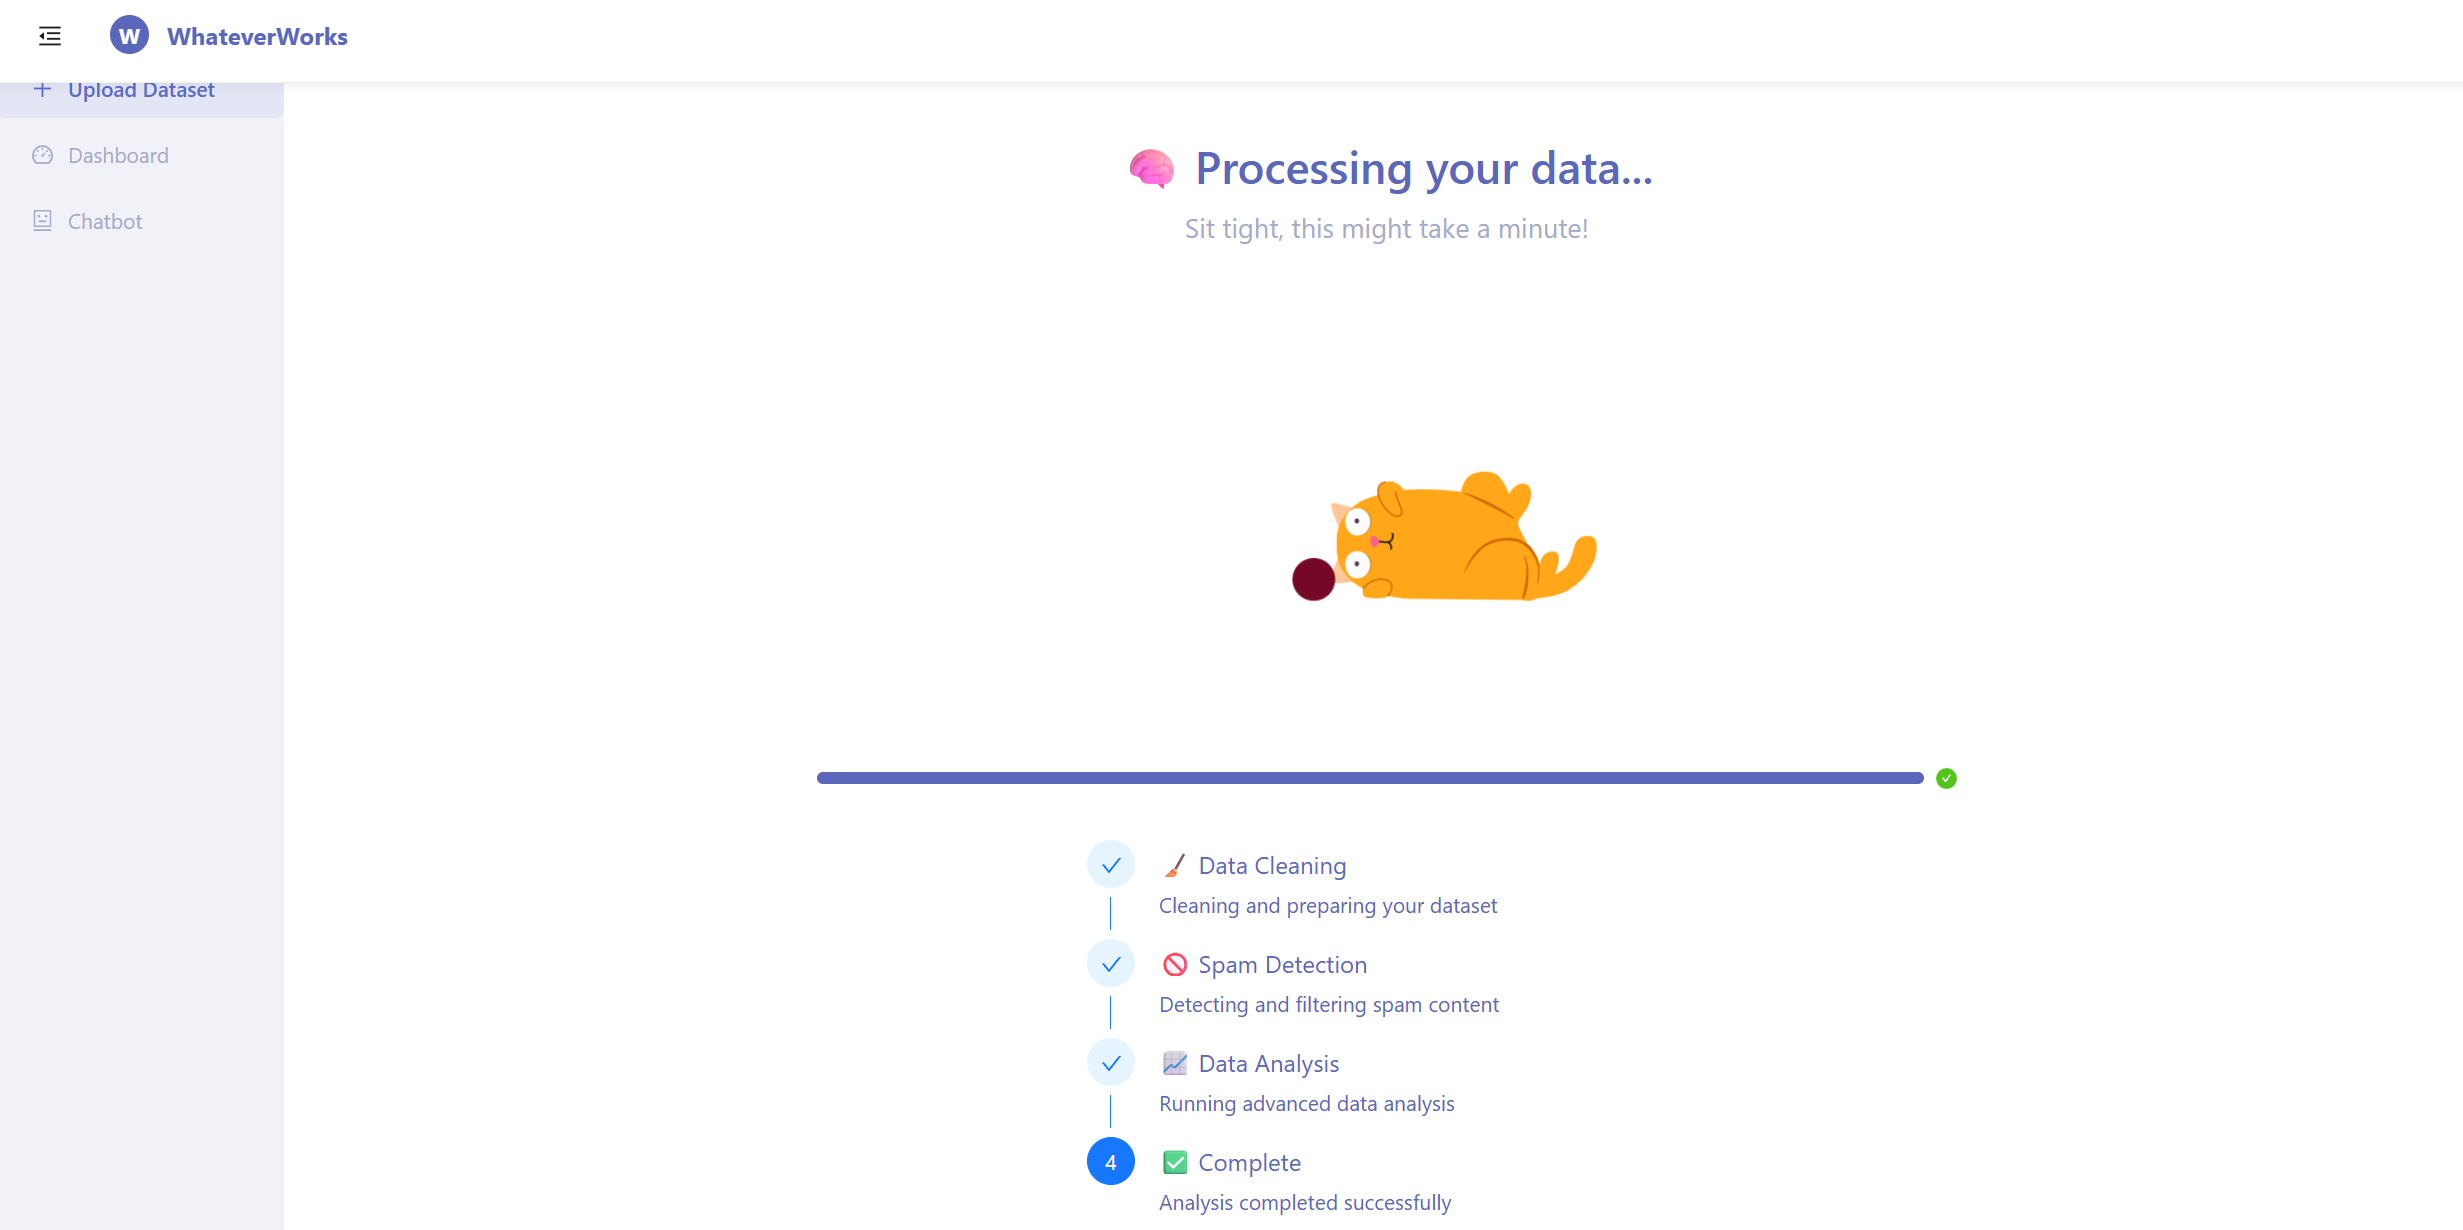 W WhateverWorks
Upload Dataset
Dashboard
Chatbot
Processing your data...
Sit tight, this might take a minute!
Data Cleaning
Cleaning and preparing your dataset
Spam Detection
Detecting and filtering spam content
Data Analysis
Running advanced data analysis
4 Complete
Analysis completed successfully